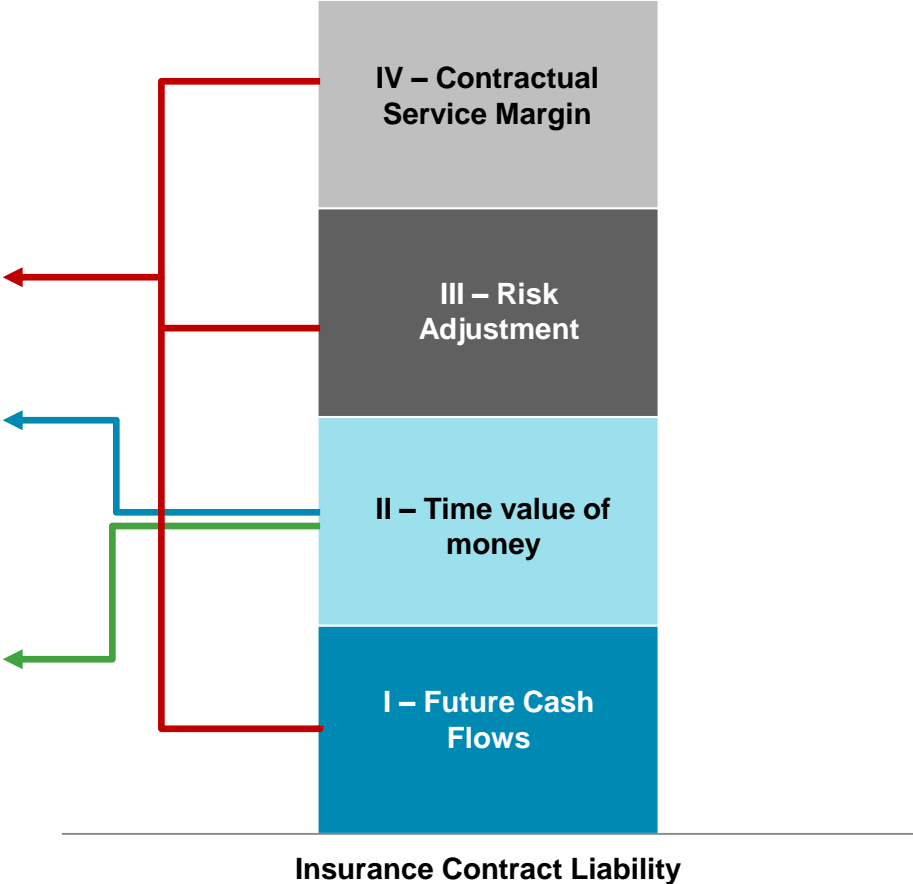 IV – Contractual
Service Margin
III – Risk
Adjustment
II – Time value of
money
I – Future Cash
Flows
Insurance Contract Liability